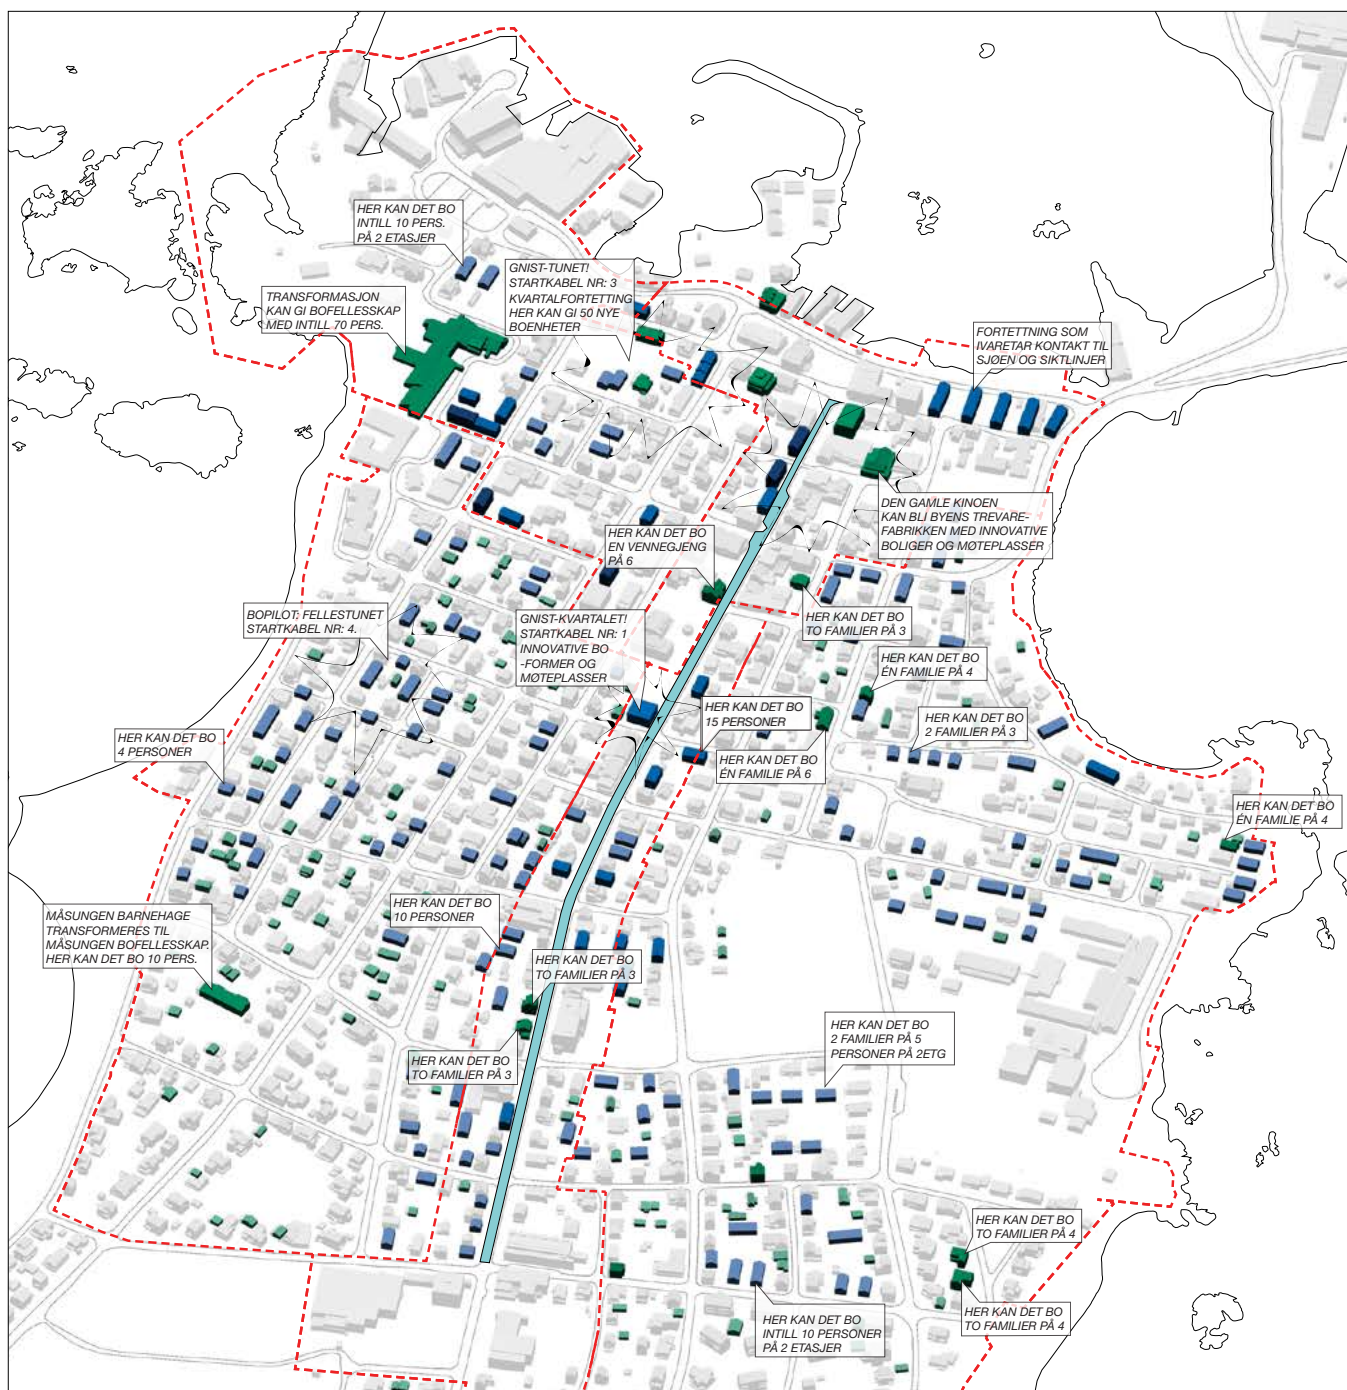 HER KAN DET BO
INTILL 10 PERS.
PÅ 2 ETASJER
GNIST-TUNET!
STARTKABEL NR: 3
KVARTALFORTETTING
HER KAN GI 50 NYE
BOENHETER
TRANSFORMASJON
KAN GI BOFELLESSKAP
MED INTILL 70 PERS.
FORTETTNING SOM
IVARETAR KONTAKT TIL
SJØEN OG SIKTLINJER
DEN GAMLE KINOEN
KAN BLI BYENS TREVARE-
FABRIKKEN MED INNOVATIVE
BOLIGER OG MØTEPLASSER
HER KAN DET BO
EN VENNEGJENG
PÅ 6
BOPILOT: FELLESTUNET
STARTKABEL NR: 4.
GNIST-KVARTALET!
STARTKABEL NR: 1
INNOVATIVE BO
-FORMER OG
MØTEPLASSER
HER KAN DET BO
TO FAMILIER PÅ 3
HER KAN DET BO
ÉN FAMILIE PÅ 4
HER KAN DET BO
15 PERSONER
HER KAN DET BO
2 FAMILIER PÅ 3
HER KAN DET BO
4 PERSONER
HER KAN DET BO
ÉN FAMILIE PÅ 6
HER KAN DET BO
ÉN FAMILIE PÅ 4
HER KAN DET BO
10 PERSONER
MÅSUNGEN BARNEHAGE
TRANSFORMERES TIL
MÅSUNGEN BOFELLESSKAP.
HER KAN DET BO 10 PERS.
HER KAN DET BO
TO FAMILIER PÅ 3
HER KAN DET BO
2 FAMILIER PÅ 5
PERSONER PÅ 2ETG
HER KAN DET BO
TO FAMILIER PÅ 3
HER KAN DET BO
TO FAMILIER PÅ 4
HER KAN DET BO
INTILL 10 PERSONER
PÅ 2 ETASJER
HER KAN DET BO
TO FAMILIER PÅ 4